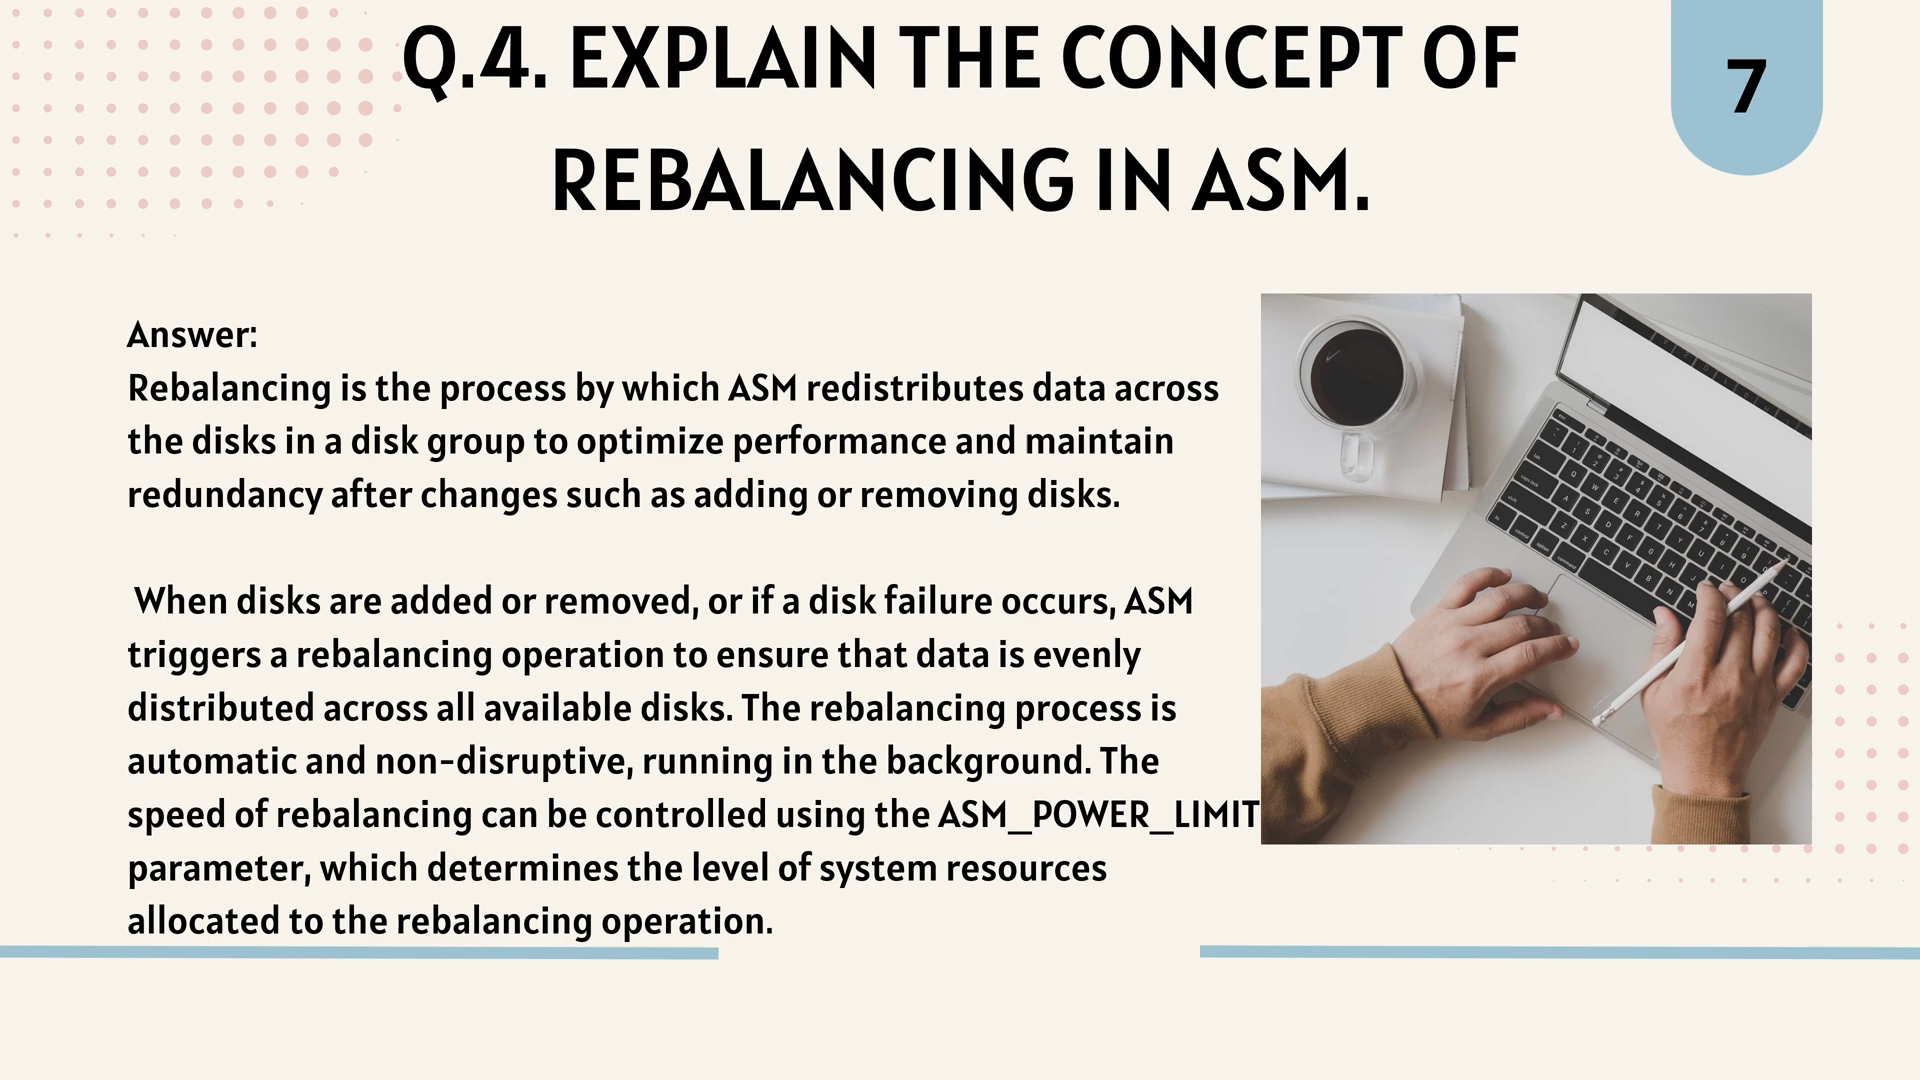 Q.4. EXPLAIN THE CONCEPT OF
REBALANCING IN ASM.
7
Answer:
Rebalancing is the process by which ASM redistributes data across
the disks in a disk group to optimize performance and maintain
redundancy after changes such as adding or removing disks.
When disks are added or removed, or if a disk failure occurs, ASM
triggers a rebalancing operation to ensure that data is evenly
distributed across all available disks. The rebalancing process is
automatic and non-disruptive, running in the background. The
speed of rebalancing can be controlled using the ASM_POWER_LIMIT
parameter, which determines the level of system resources
allocated to the rebalancing operation.